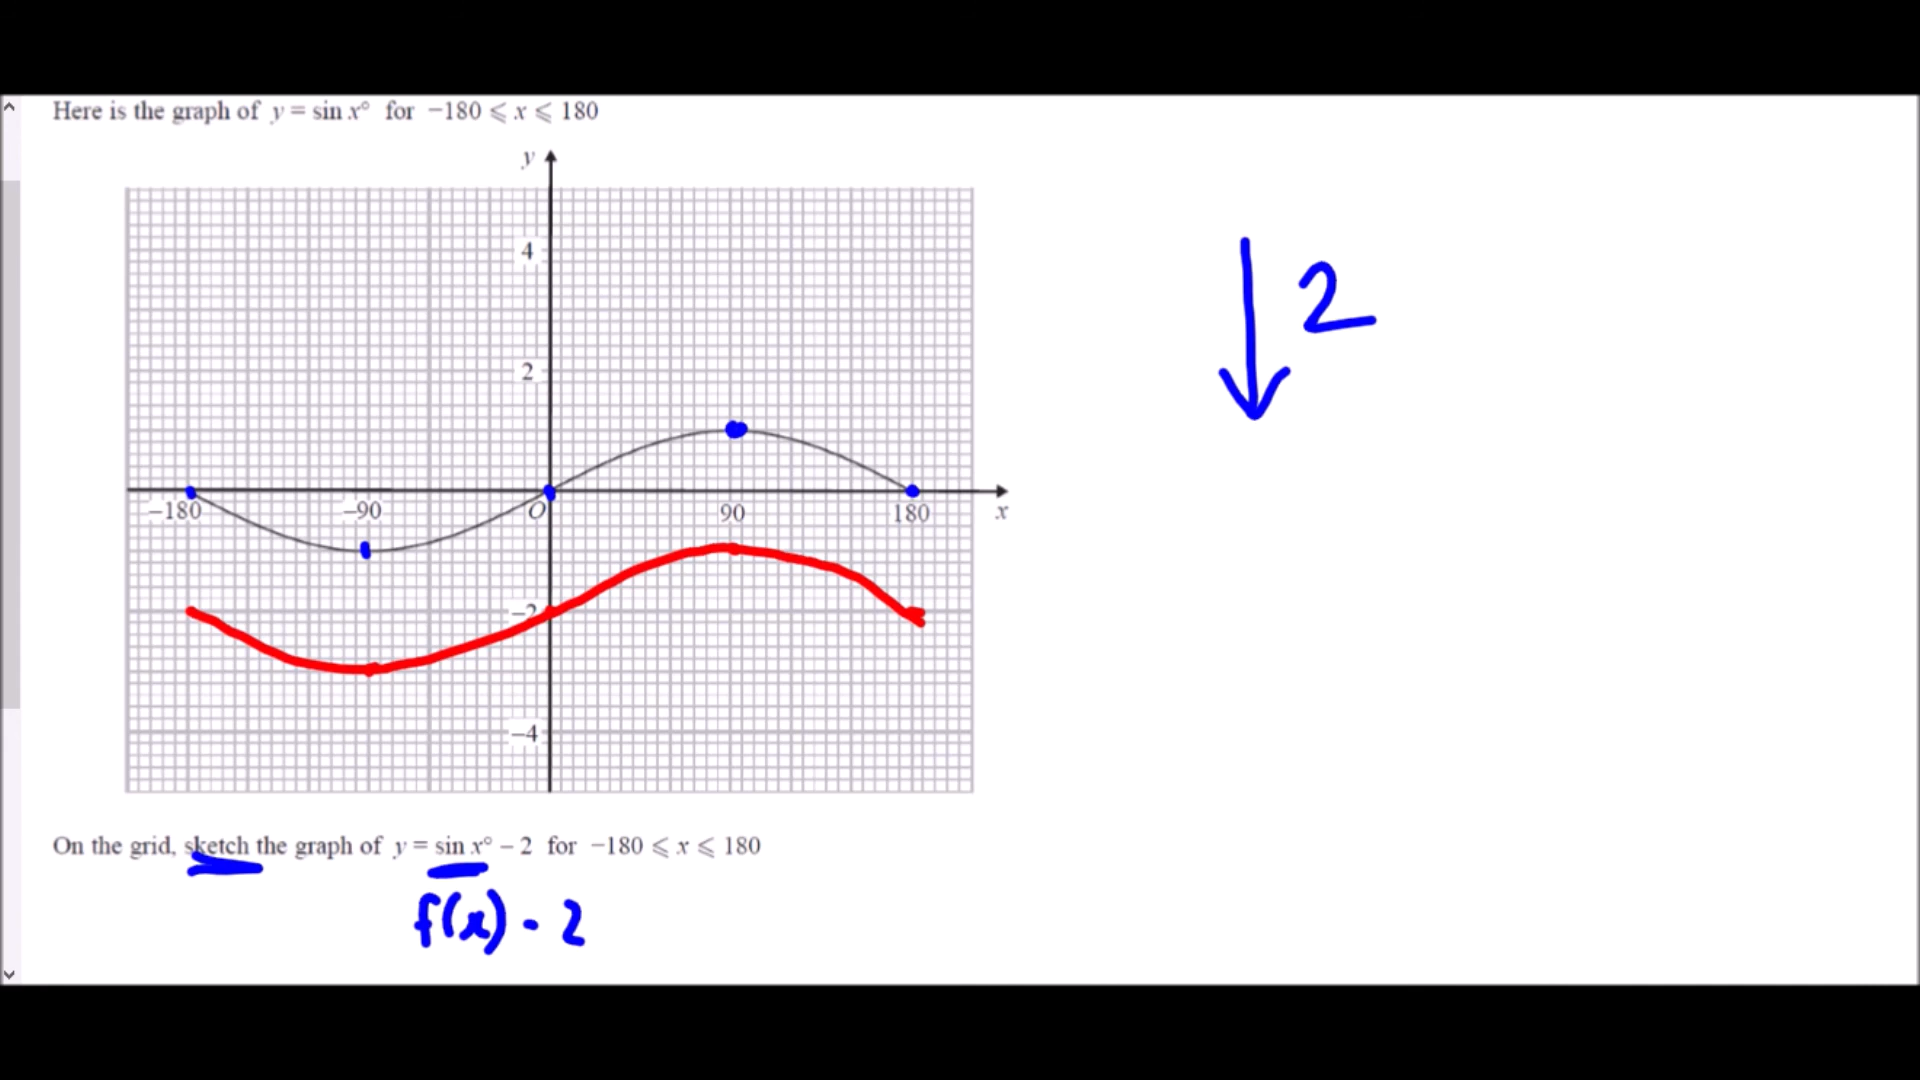 Here is the graph of y = sin x° for −180 ⩽ x ⩽ 180
y
4
2
2
−180 −90 O 90 180 x
−2
−4
On the grid, sketch the graph of y = sin x° − 2 for −180 ⩽ x ⩽ 180
f(x) - 2